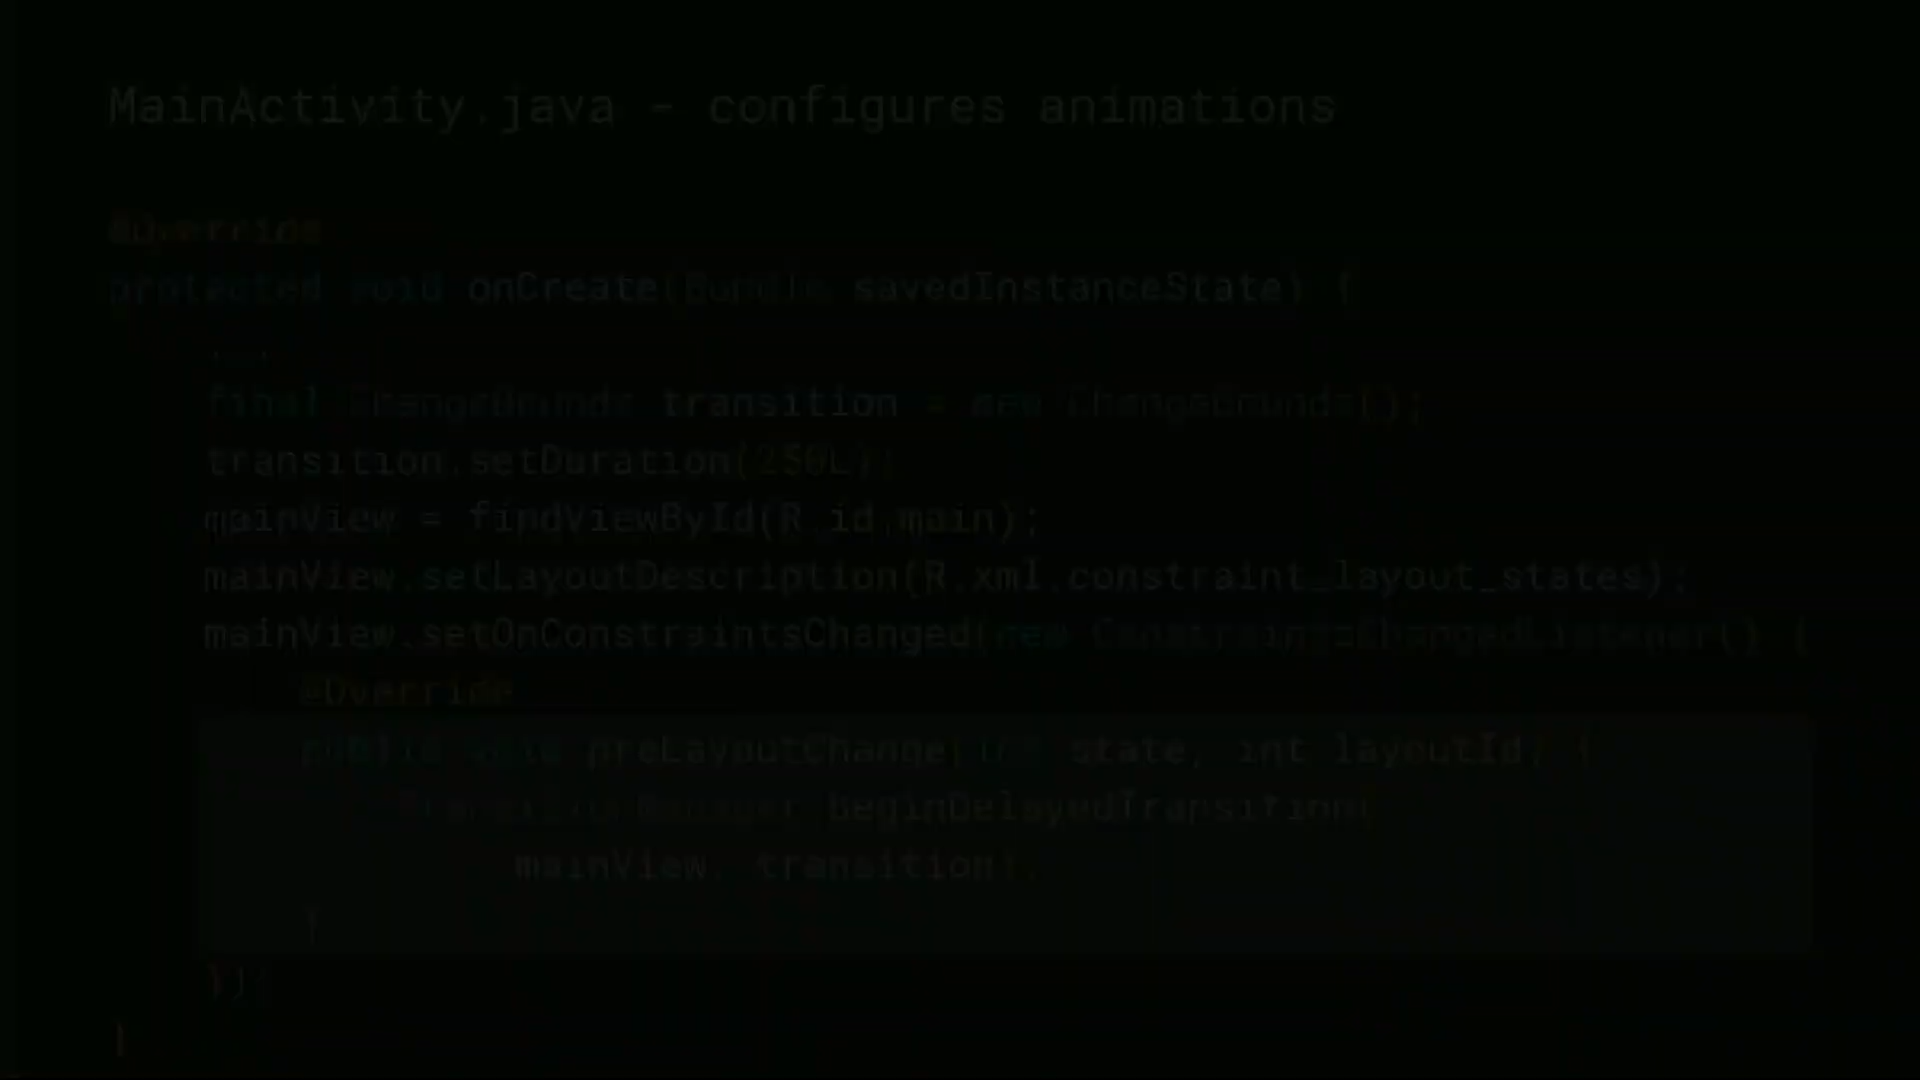 MainActivity.java - configures animations
@Override
protected void onCreate(Bundle savedInstanceState) {
...
final ChangeBounds transition = new ChangeBounds();
transition.setDuration(250L);
mainView = findViewById(R.id.main);
mainView.setLayoutDescription(R.xml.constraint_layout_states);
mainView.setOnConstraintsChanged(new ConstraintsChangedListener() {
@Override
public void preLayoutChange(int state, int layoutId) {
TransitionManager.beginDelayedTransition(
mainView, transition);
}
});
}